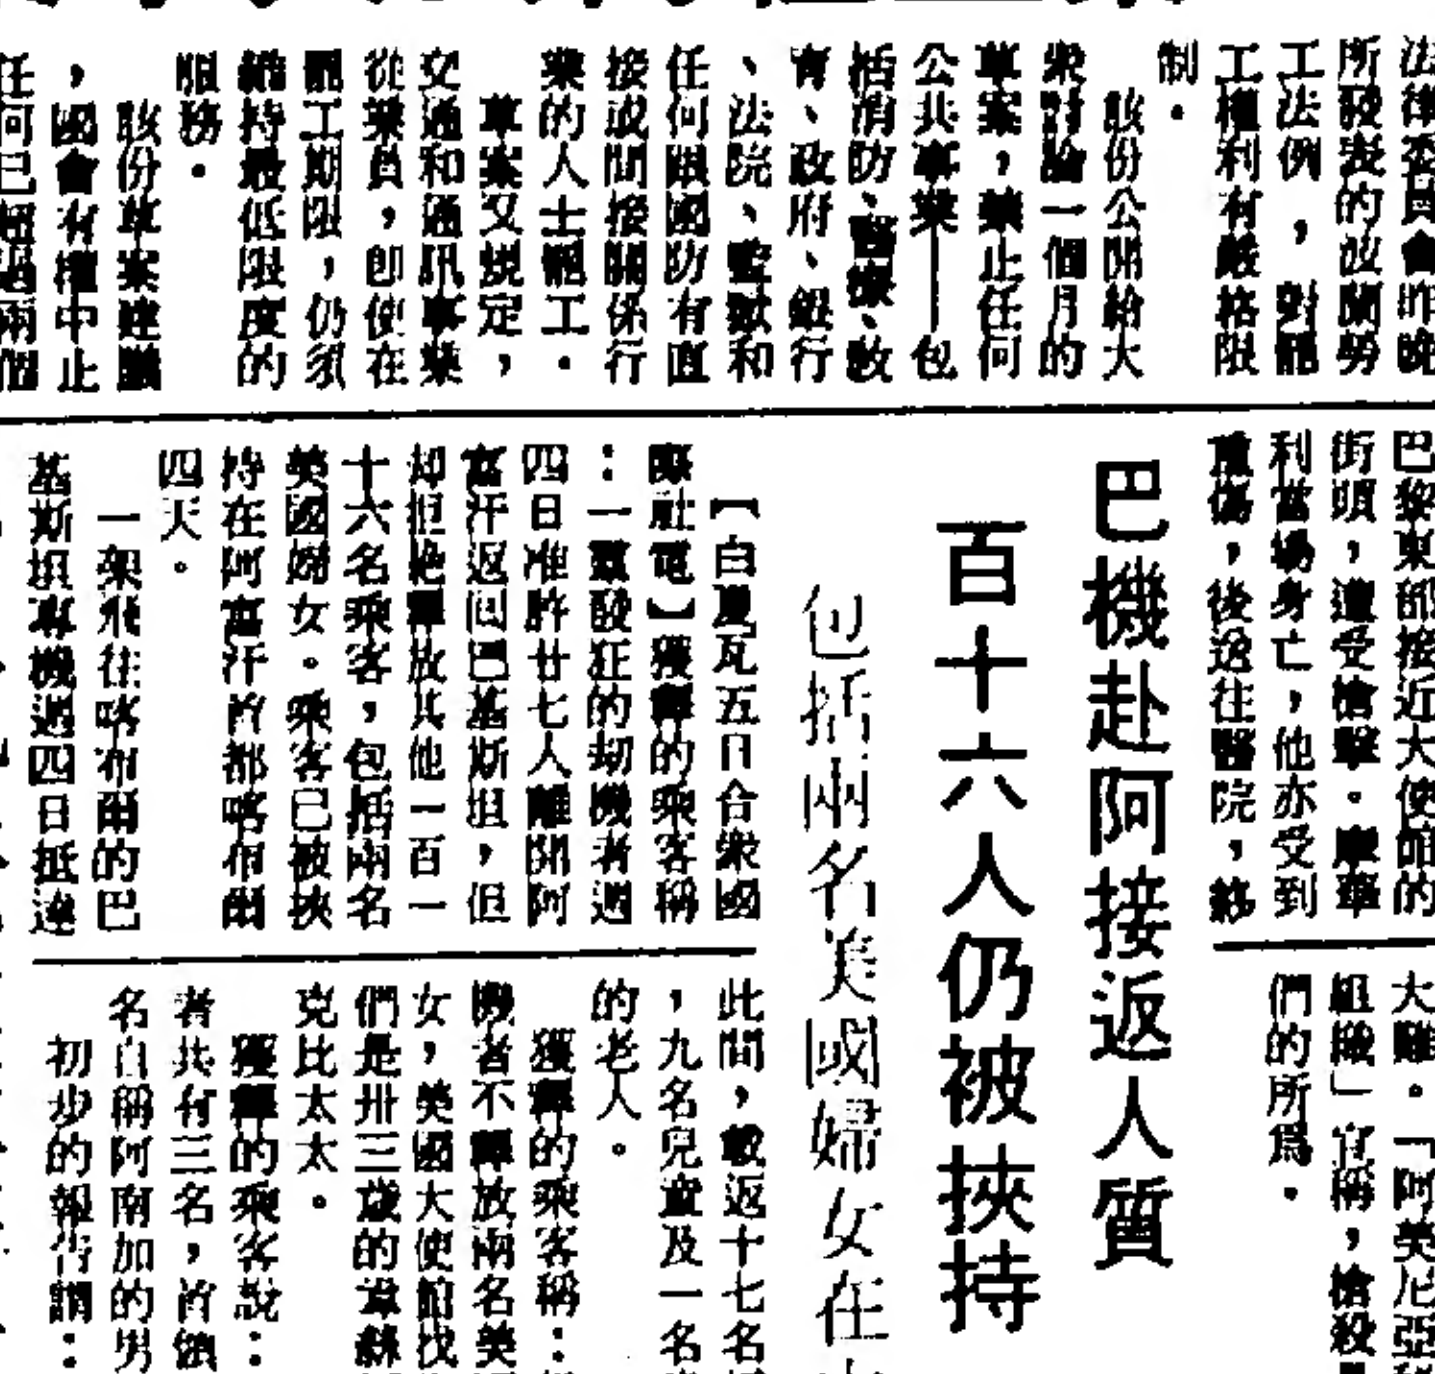 法律委員會昨晚
所發表的波蘭勞
工法例，對罷
工權利有嚴格限
制。
該份公開給大
衆討論一個月的
草案，禁止任何
公共事業——包
括消防、醫療、教
育、政府、銀行
、法院、監獄和
任何跟國防有直
接或間接關係行
業的人士罷工。
草案又規定，
交通和通訊事業
從業員，卽使在
罷工期限，仍須
維持最低限度的
服務。
該份草案建議
，國會有權中止
任何已超過兩個
巴黎東部接近大使館的
街頭，遭受槍擊。摩華
利當場身亡，他亦受到
重傷，後送往醫院，終
大難。「阿美尼亞
組織」宣稱，槍殺
們的所爲。
巴機赴阿接返人質
百十六人仍被挾持
包括兩名美國婦女在
【白夏瓦五日合衆國
際社電】獲釋的乘客稱
：一羣發狂的刧機者週
四日准許廿七人離開阿
富汗返囘巴基斯坦，但
却拒絶釋放其他一百一
十六名乘客，包括兩名
美國婦女。乘客已被挾
持在阿富汗首都喀布爾
四天。
一架飛往喀布爾的巴
基斯坦專機週四日抵達
此間，載返十七名
，九名兒童及一名
的老人。
獲釋的乘客稱：
機者不釋放兩名美
女，美國大使館找
們是卅三歲的
克比太太。
獲釋的乘客說：
者共有三名，首領
名自稱阿南加的男
初步的報告謂：